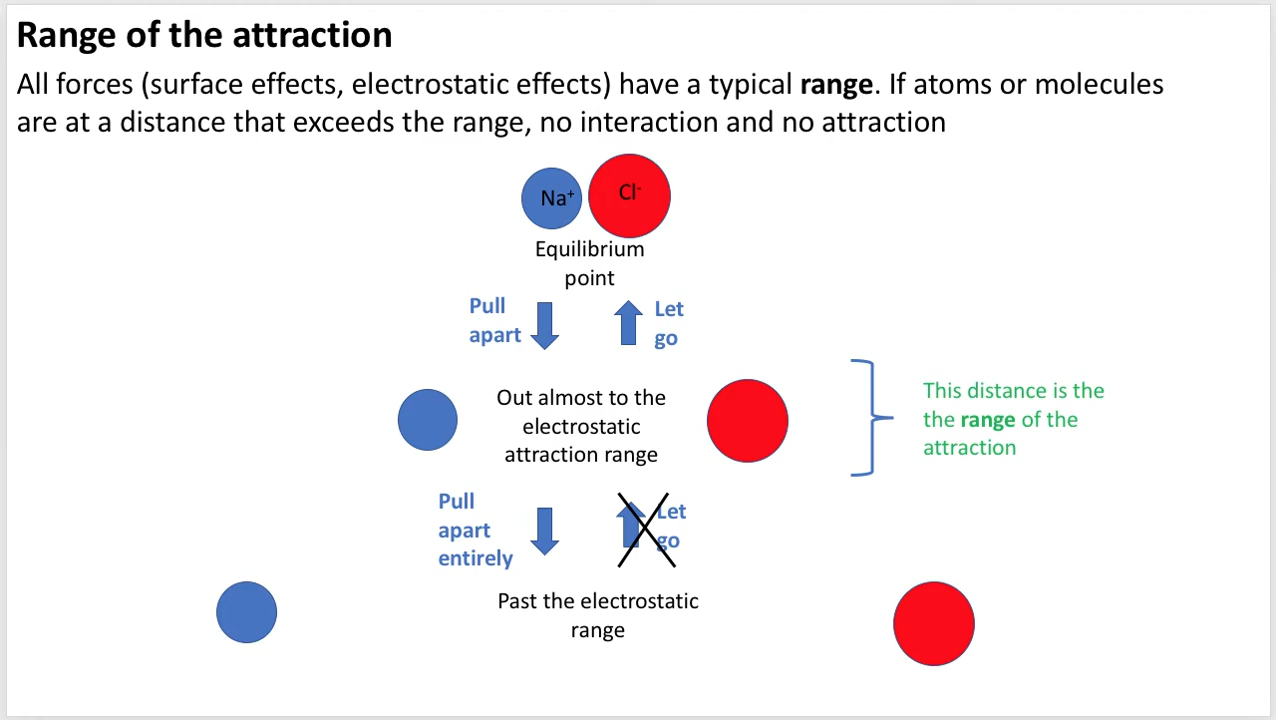 Range of the attraction
All forces (surface effects, electrostatic effects) have a typical range. If atoms or molecules
are at a distance that exceeds the range, no interaction and no attraction
Na⁺
Cl⁻
Equilibrium
point
Pull
apart
Let
go
Out almost to the
electrostatic
attraction range
This distance is the
the range of the
attraction
Pull
apart
entirely
Let
go
Past the electrostatic
range